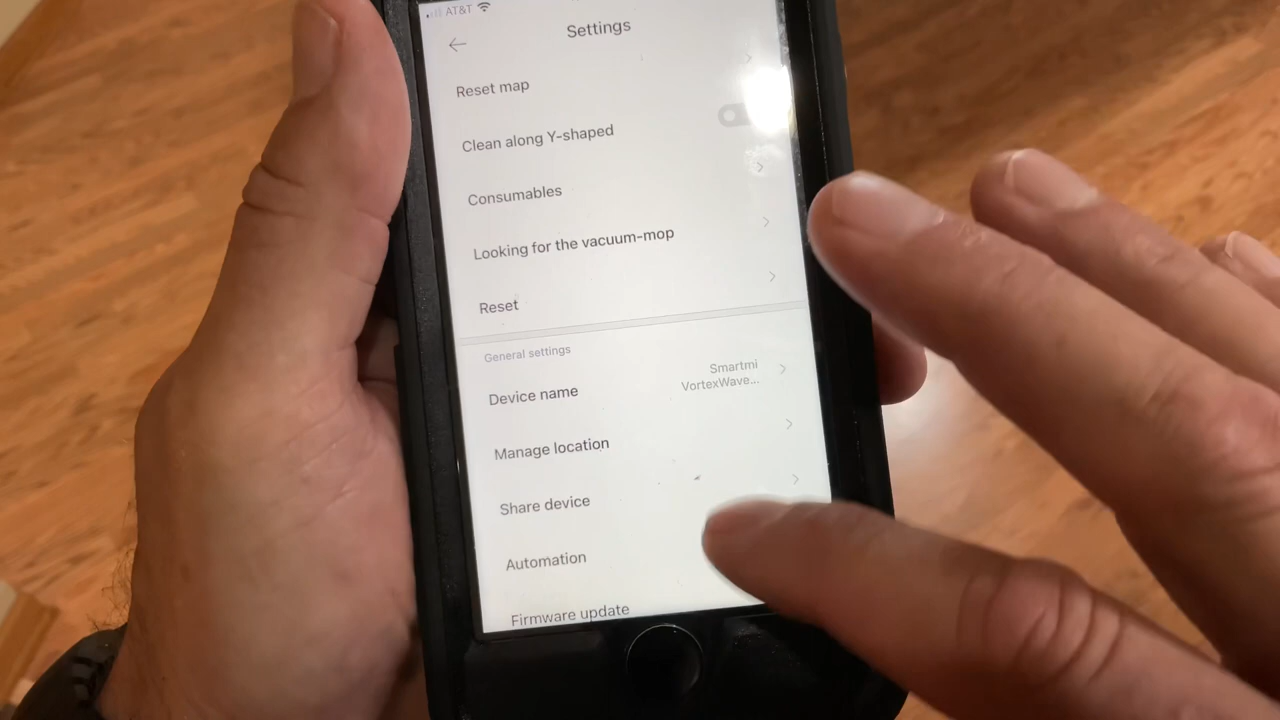 AT&T
Settings
Reset map
Clean along Y-shaped
Consumables
Looking for the vacuum-mop
Reset
General settings
Device name
Smartmi
VortexWave...
Manage location
Share device
Automation
Firmware update